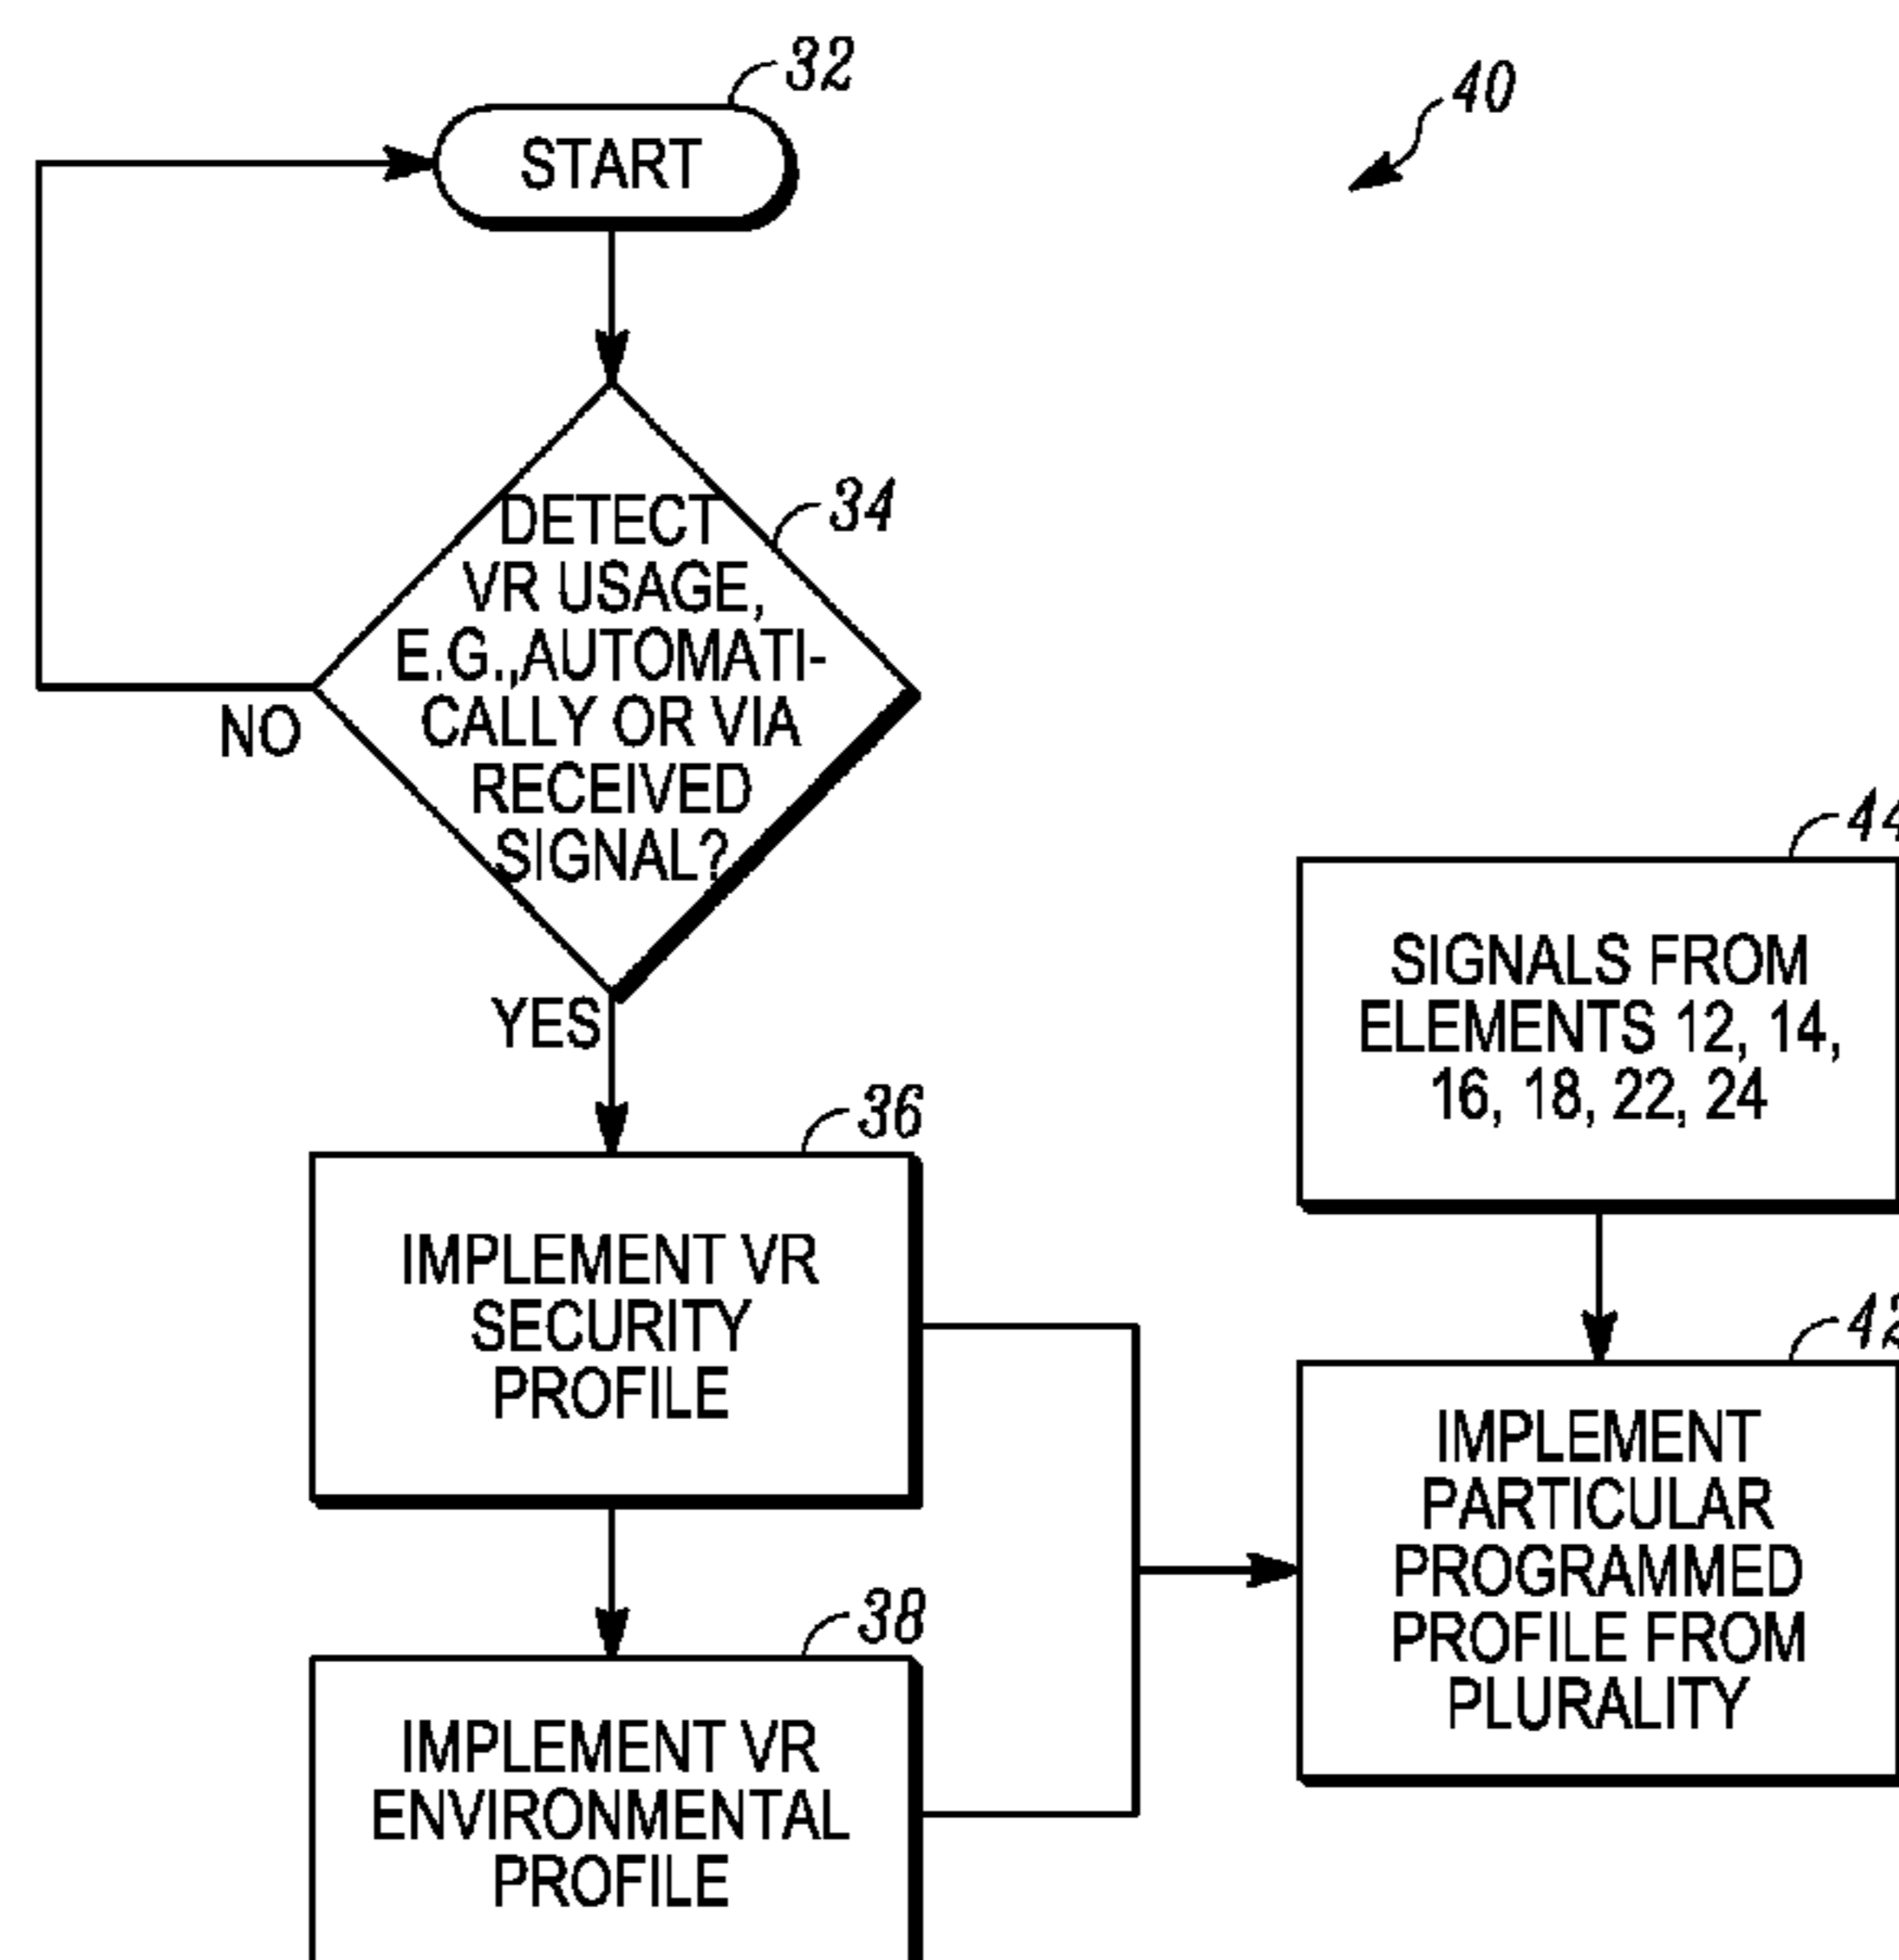 32
START
40
34
DETECT
VR USAGE,
E.G.,AUTOMATI-
CALLY OR VIA
RECEIVED
SIGNAL?
NO
YES
44
SIGNALS FROM
ELEMENTS 12, 14,
16, 18, 22, 24
36
IMPLEMENT VR
SECURITY
PROFILE
42
IMPLEMENT
PARTICULAR
PROGRAMMED
PROFILE FROM
PLURALITY
38
IMPLEMENT VR
ENVIRONMENTAL
PROFILE